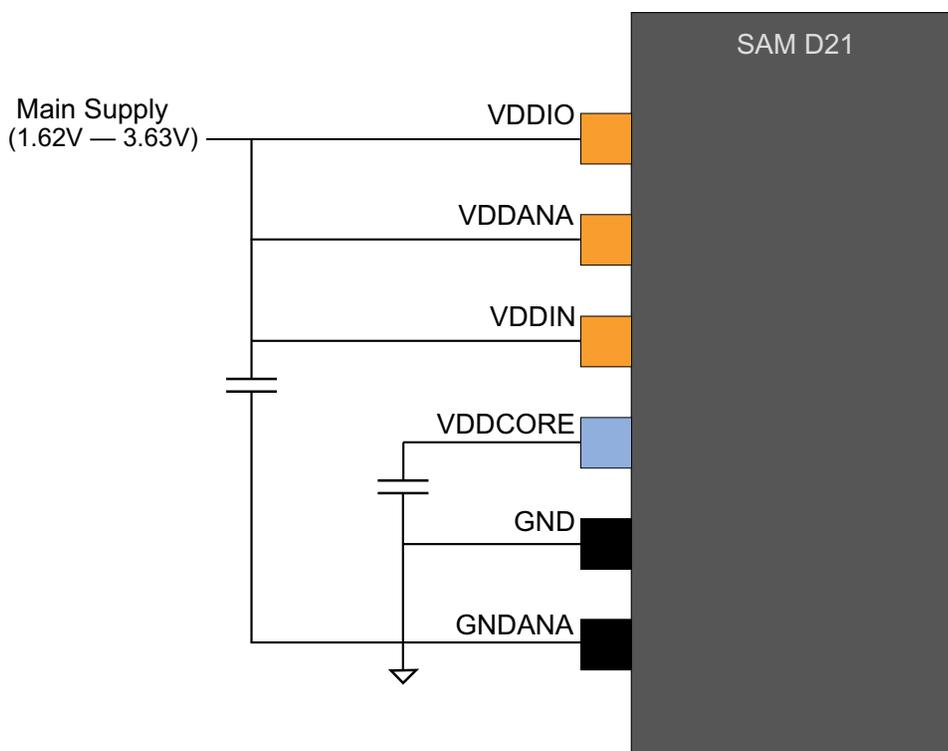 SAM D21
Main Supply
(1.62V — 3.63V)
VDDIO
VDDANA
VDDIN
VDDCORE
GND
GNDANA